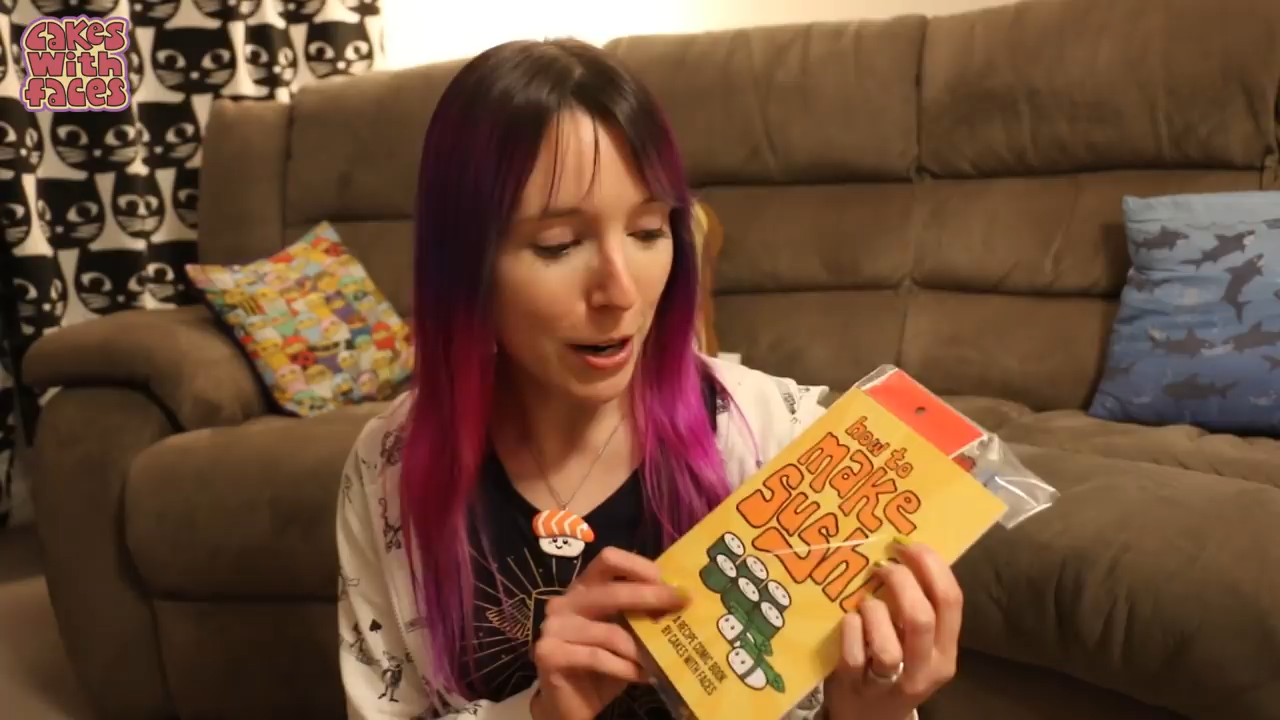 Cakes
With
faces
how to
make
Sushi
A RECIPE COMIC BOOK
BY CAKES WITH FACES